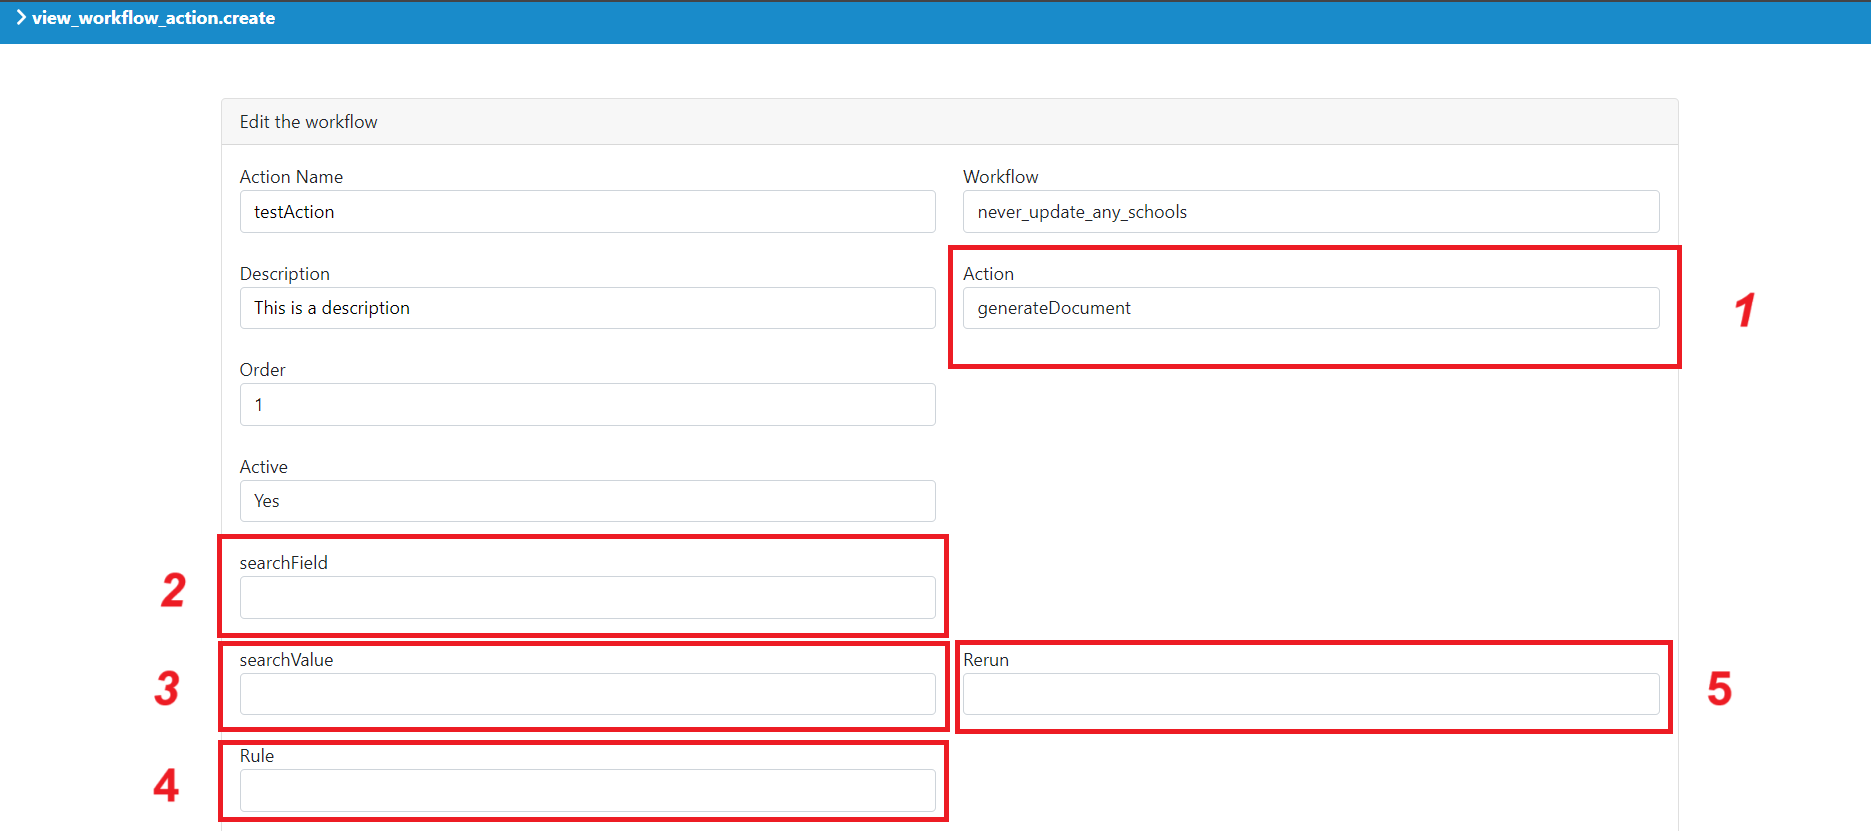 view_workflow_action.create
Edit the workflow
Action Name
Workflow
testAction
never_update_any_schools
Description
Action
This is a description
generateDocument
1
Order
1
Active
Yes
searchField
2
searchValue
Rerun
3
5
Rule
4